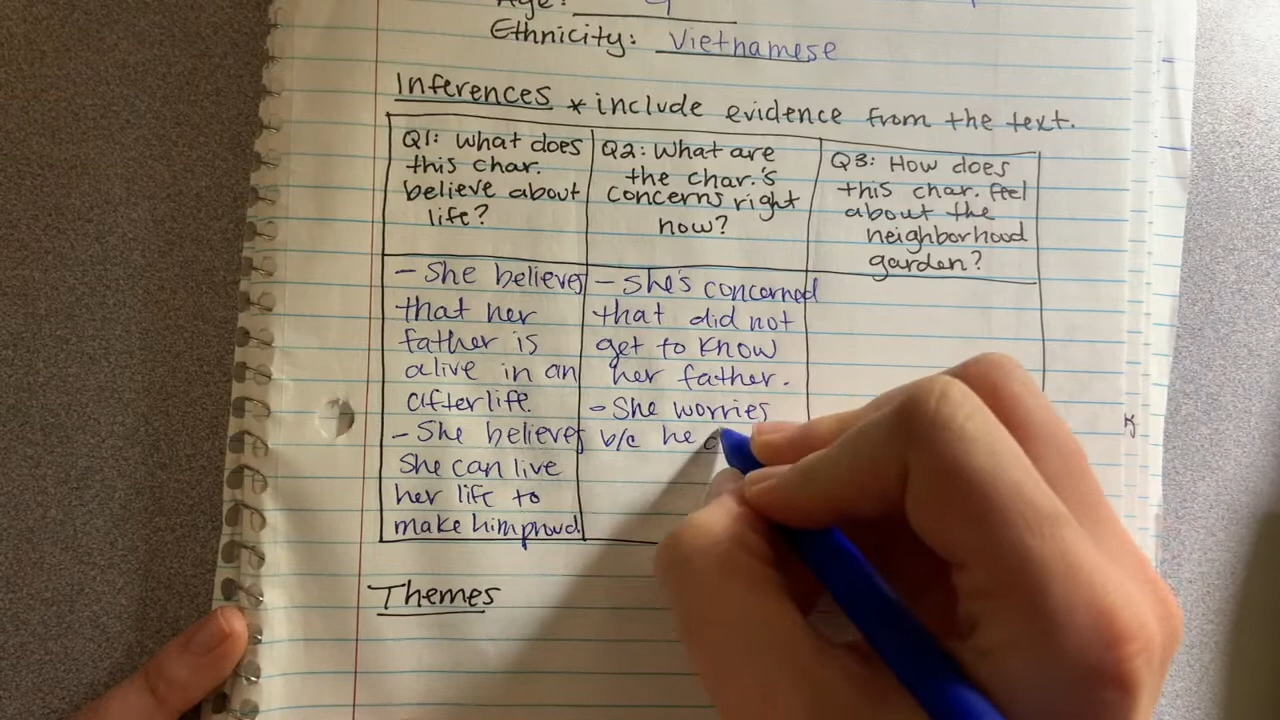 Age: 9
Ethnicity: Vietnamese
Inferences * include evidence from the text.
Q1: What does
this char.
believe about
life?
Q2: What are
the char.'s
concerns right
now?
Q3: How does
this char. feel
about the
neighborhood
garden?
- She believes
that her
father is
alive in an
afterlife.
- She believes
she can live
her life to
make him proud.
- She's concerned
that did not
get to know
her father.
- She worries
b/c he
Themes